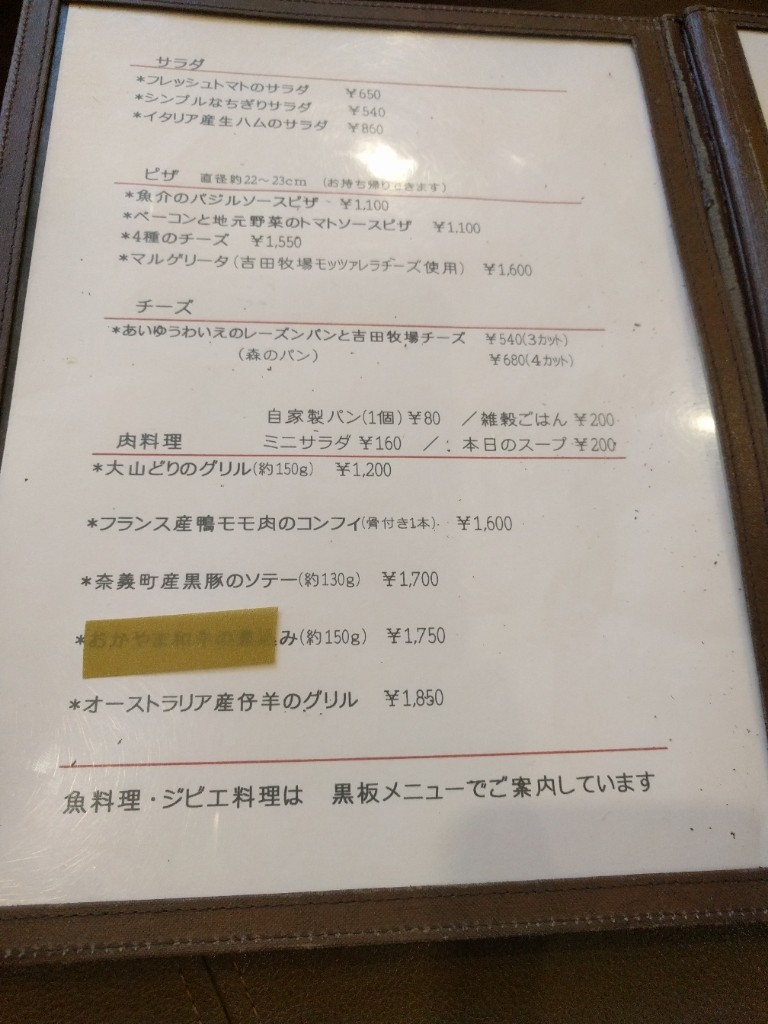 サラダ
*フレッシュトマトのサラダ ¥650
*シンプルなちぎりサラダ ¥540
*イタリア産生ハムのサラダ ¥860
ピザ 直径約22～23cm (お持ち帰りできます)
*魚介のバジルソースピザ ¥1,100
*ベーコンと地元野菜のトマトソースピザ ¥1,100
*4種のチーズ ¥1,550
*マルゲリータ(吉田牧場モッツァレラチーズ使用) ¥1,600
チーズ
*あいゆうわいえのレーズンパンと吉田牧場チーズ ¥540(3カット)
(森のパン) ¥680(4カット)
自家製パン(1個) ¥80 ／雑穀ごはん ¥200
肉料理 ミニサラダ ¥160 ／: 本日のスープ ¥200
*大山どりのグリル(約150g) ¥1,200
*フランス産鴨モモ肉のコンフィ(骨付き1本) ¥1,600
*奈義町産黒豚のソテー(約130g) ¥1,700
*おかやま和牛の煮込み(約150g) ¥1,750
*オーストラリア産仔羊のグリル ¥1,850
魚料理・ジビエ料理は 黒板メニューでご案内しています